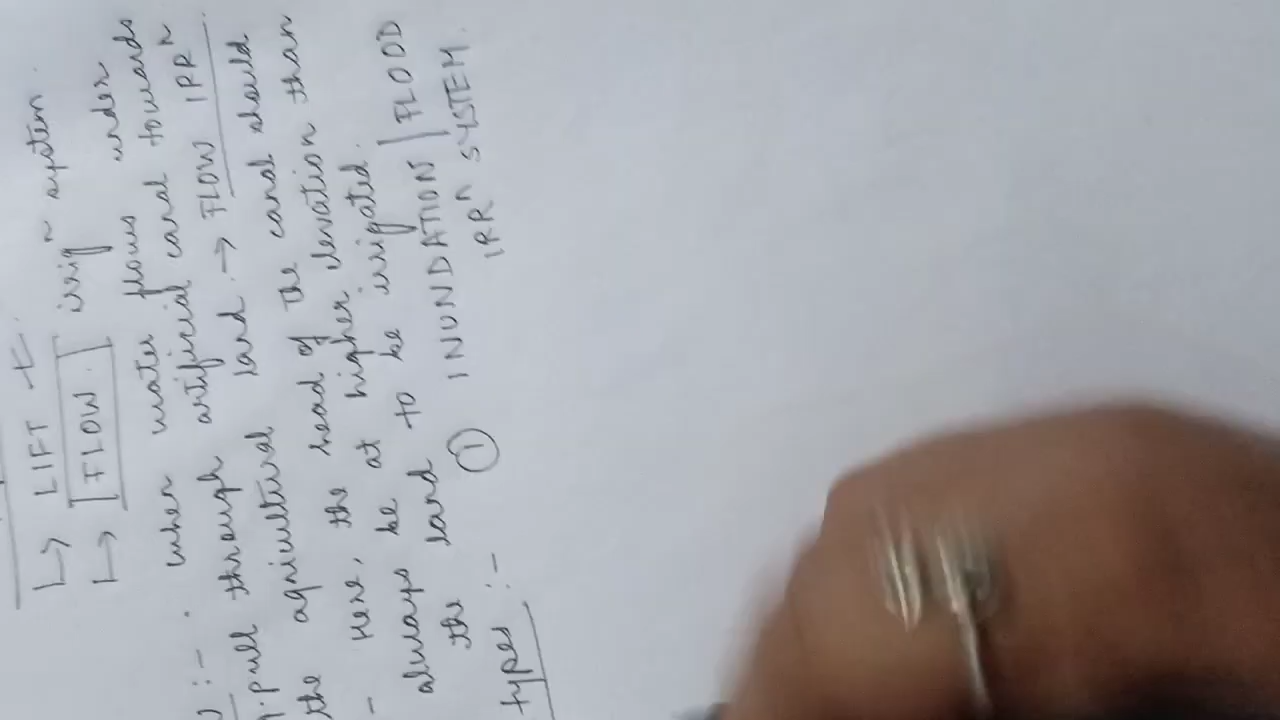 ↳ LIFT
↳ FLOW. irrigⁿ system.
:- . when water flows under
pull through artificial canal towards
the agricultural land. → FLOW IRRⁿ.
- Here, the head of the canal should
always be at higher elevation than
the land to be irrigated.
types :- ① INUNDATION | FLOOD
IRRⁿ SYSTEM.